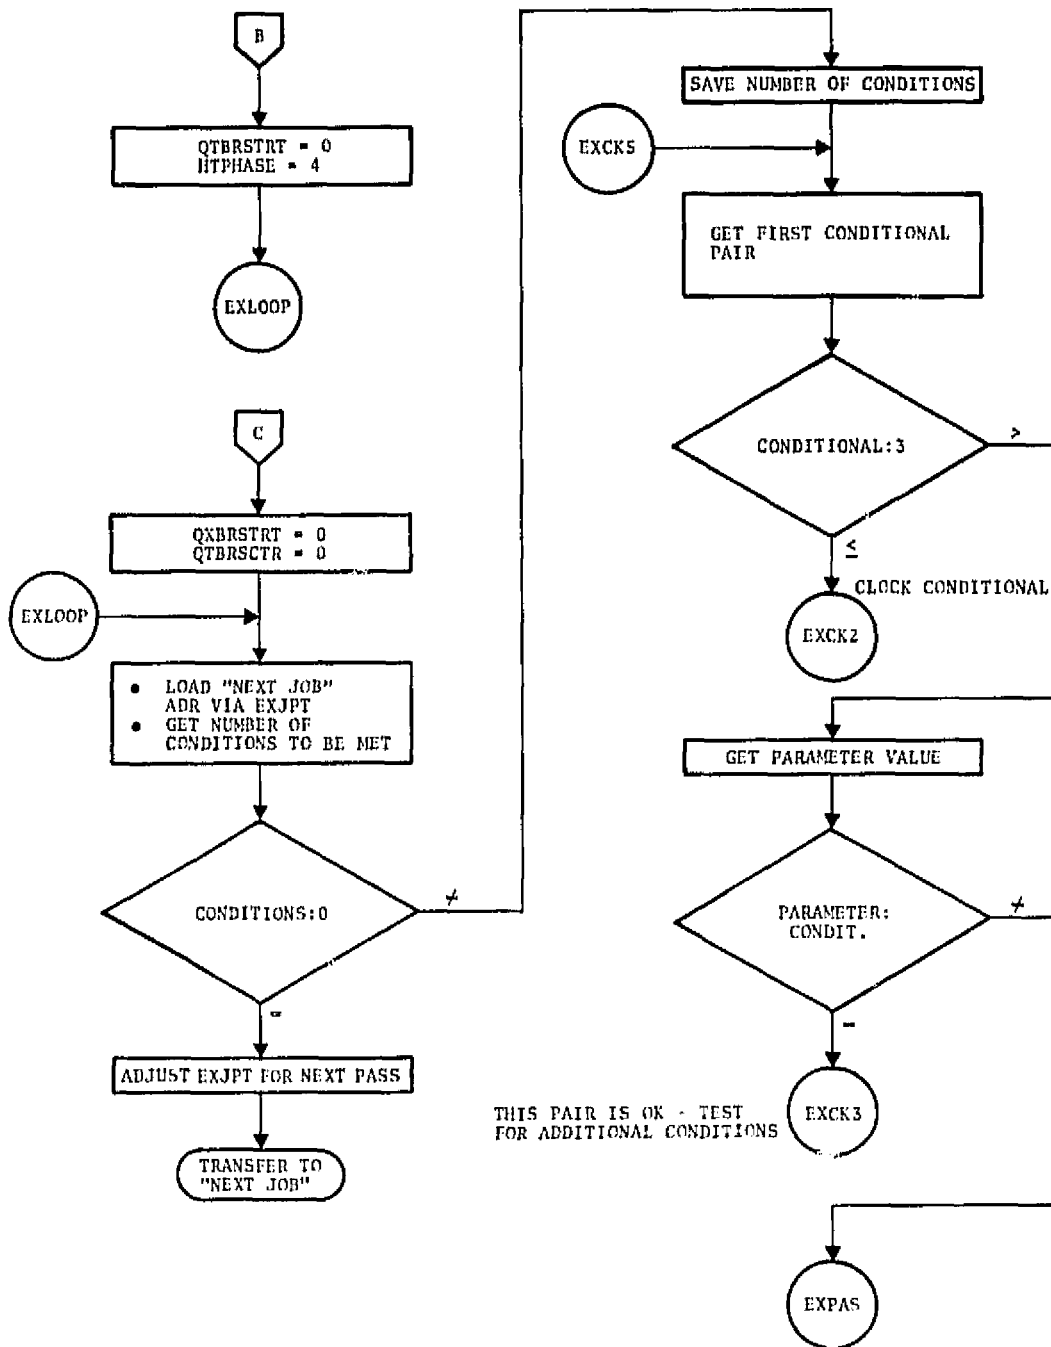 B
QTBRSTRT = 0
HTPHASE = 4
EXLOOP
C
QXBRSTRT = 0
QTBRSCTR = 0
EXLOOP
• LOAD "NEXT JOB"
ADR VIA EXJPT
• GET NUMBER OF
CONDITIONS TO BE MET
CONDITIONS:0
≠
=
ADJUST EXJPT FOR NEXT PASS
TRANSFER TO
"NEXT JOB"
SAVE NUMBER OF CONDITIONS
EXCK5
GET FIRST CONDITIONAL
PAIR
CONDITIONAL:3
>
≤
CLOCK CONDITIONAL
EXCK2
GET PARAMETER VALUE
PARAMETER:
CONDIT.
≠
=
THIS PAIR IS OK - TEST
FOR ADDITIONAL CONDITIONS
EXCK3
EXPAS